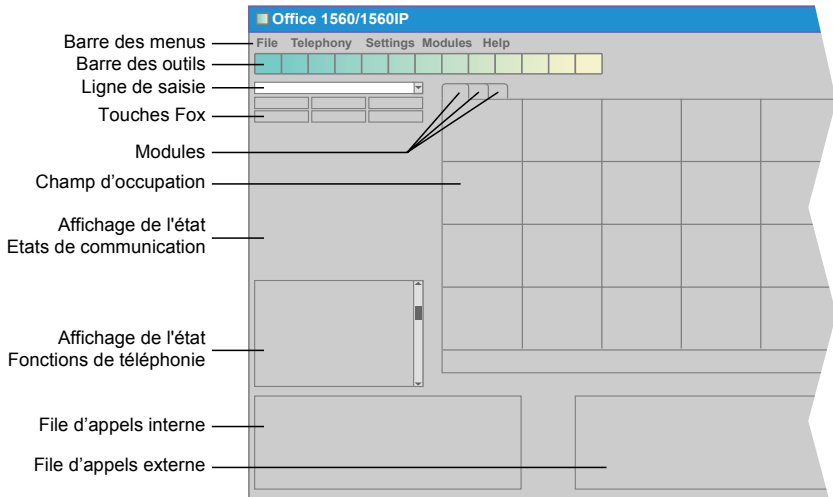 Office 1560/1560IP
Barre des menus
File Telephony Settings Modules Help
Barre des outils
Ligne de saisie
Touches Fox
Modules
Champ d’occupation
Affichage de l'état
Etats de communication
Affichage de l'état
Fonctions de téléphonie
File d’appels interne
File d’appels externe